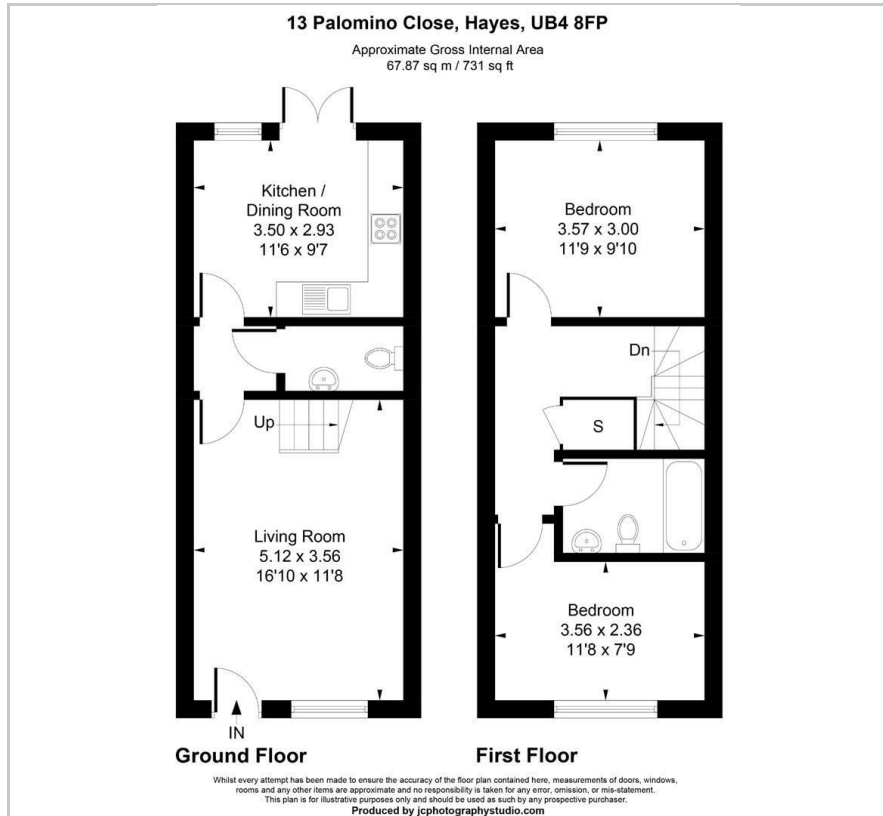 13 Palomino Close, Hayes, UB4 8FP
Approximate Gross Internal Area
67.87 sq m / 731 sq ft
Kitchen /
Dining Room
3.50 x 2.93
11'6 x 9'7
Up
Living Room
5.12 x 3.56
16'10 x 11'8
IN
Ground Floor
Bedroom
3.57 x 3.00
11'9 x 9'10
Dn
S
Bedroom
3.56 x 2.36
11'8 x 7'9
First Floor
Whilst every attempt has been made to ensure the accuracy of the floor plan contained here, measurements of doors, windows,
rooms and any other items are approximate and no responsibility is taken for any error, omission, or mis-statement.
This plan is for illustrative purposes only and should be used as such by any prospective purchaser.
Produced by jcphotographystudio.com